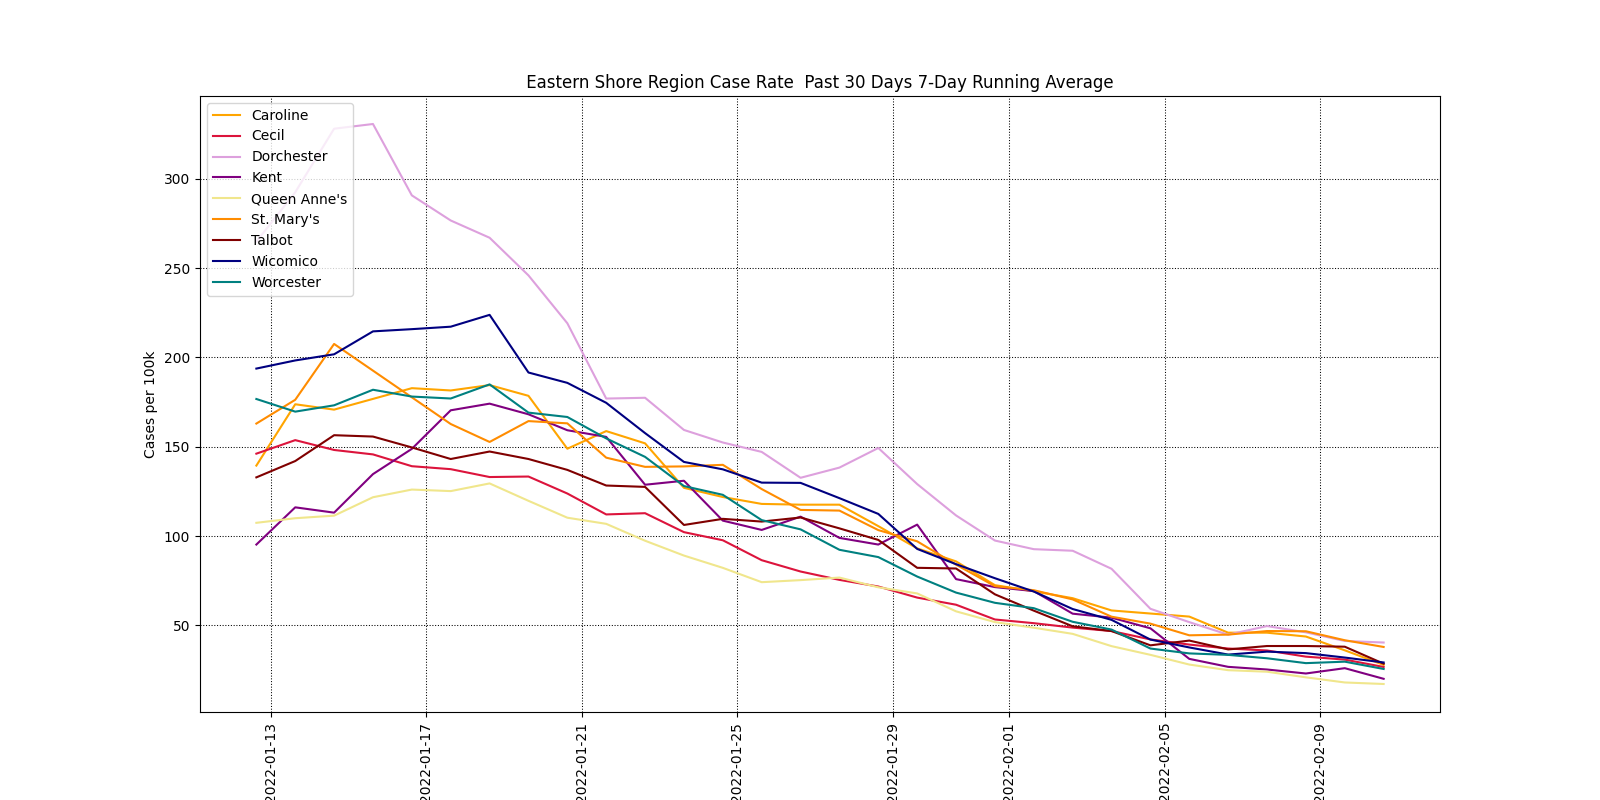 Eastern Shore Region Case Rate  Past 30 Days 7-Day Running Average
Caroline
Cecil
Dorchester
Kent
Queen Anne's
St. Mary's
Talbot
Wicomico
Worcester
Cases per 100k
300
250
200
150
100
50
2022-01-13
2022-01-17
2022-01-21
2022-01-25
2022-01-29
2022-02-01
2022-02-05
2022-02-09